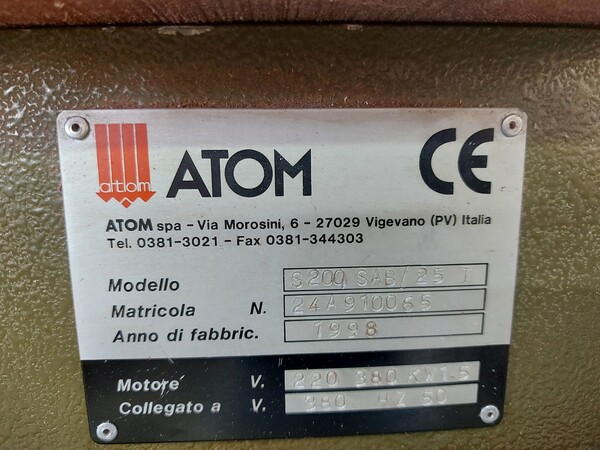 atom ATOM CE
ATOM spa - Via Morosini, 6 - 27029 Vigevano (PV) Italia
Tel. 0381-3021 - Fax 0381-344303
Modello S200 SAB/25 T
Matricola N. 24A910065
Anno di fabbric. 1998
Motore V. 220 380 KW1.5
Collegato a V. 380 HZ 50